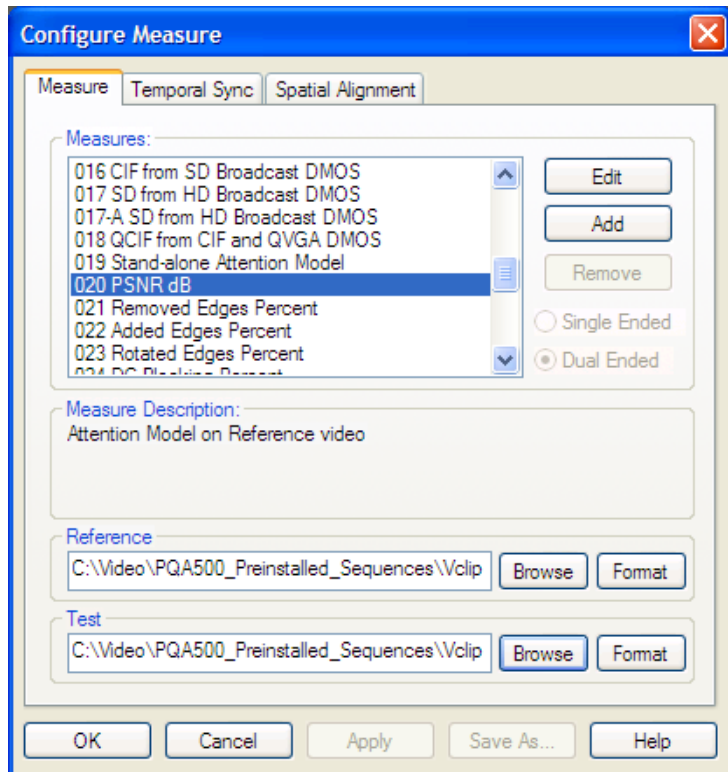 Configure Measure
Measure
Temporal Sync
Spatial Alignment
Measures:
016 CIF from SD Broadcast DMOS
017 SD from HD Broadcast DMOS
017-A SD from HD Broadcast DMOS
018 QCIF from CIF and QVGA DMOS
019 Stand-alone Attention Model
020 PSNR dB
021 Removed Edges Percent
022 Added Edges Percent
023 Rotated Edges Percent
024 DC Blocking Percent
Edit
Add
Remove
Single Ended
Dual Ended
Measure Description:
Attention Model on Reference video
Reference
C:\Video\PQA500_Preinstalled_Sequences\Vclip
Browse
Format
Test
C:\Video\PQA500_Preinstalled_Sequences\Vclip
Browse
Format
OK
Cancel
Apply
Save As...
Help